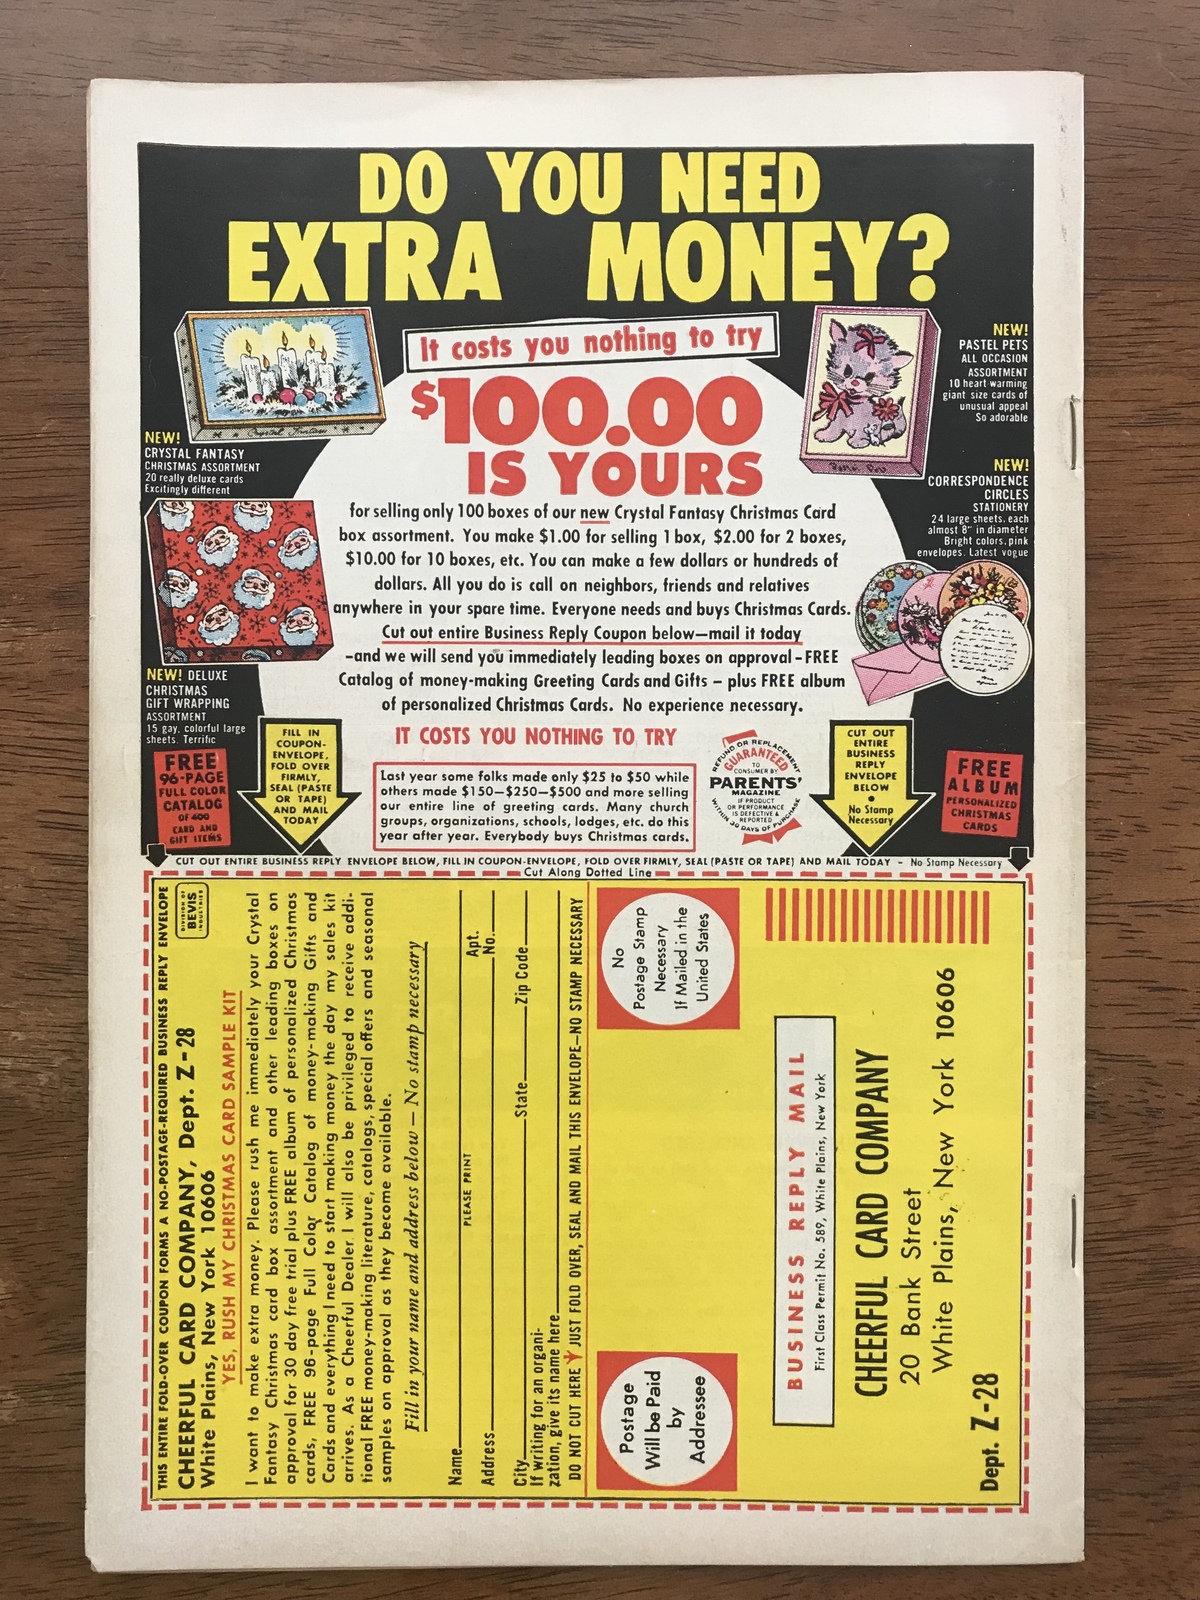 DO YOU NEED
EXTRA MONEY?
It costs you nothing to try
$100.00
IS YOURS
NEW!
CRYSTAL FANTASY
CHRISTMAS ASSORTMENT
20 really deluxe cards
Excitingly different
NEW!
PASTEL PETS
ALL OCCASION
ASSORTMENT
10 heart-warming
giant size cards of
unusual appeal
So adorable
NEW!
CORRESPONDENCE
CIRCLES
STATIONERY
24 large sheets, each
almost 8" in diameter
Bright colors, pink
envelopes. Latest vogue
for selling only 100 boxes of our new Crystal Fantasy Christmas Card
box assortment. You make $1.00 for selling 1 box, $2.00 for 2 boxes,
$10.00 for 10 boxes, etc. You can make a few dollars or hundreds of
dollars. All you do is call on neighbors, friends and relatives
anywhere in your spare time. Everyone needs and buys Christmas Cards.
Cut out entire Business Reply Coupon below—mail it today
-and we will send you immediately leading boxes on approval - FREE
Catalog of money-making Greeting Cards and Gifts — plus FREE album
of personalized Christmas Cards. No experience necessary.
IT COSTS YOU NOTHING TO TRY
NEW! DELUXE
CHRISTMAS
GIFT WRAPPING
ASSORTMENT
15 gay, colorful large
sheets. Terrific
FREE
96-PAGE
FULL COLOR
CATALOG
OF 400
CARD AND
GIFT ITEMS
FILL IN
COUPON-
ENVELOPE,
FOLD OVER
FIRMLY,
SEAL (PASTE
OR TAPE)
AND MAIL
TODAY
Last year some folks made only $25 to $50 while
others made $150—$250—$500 and more selling
our entire line of greeting cards. Many church
groups, organizations, schools, lodges, etc. do this
year after year. Everybody buys Christmas cards.
REFUND OR REPLACEMENT
GUARANTEED
TO
CONSUMER BY
PARENTS'
MAGAZINE
IF PRODUCT
OR PERFORMANCE
IS DEFECTIVE &
REPORTED
WITHIN 30 DAYS OF PURCHASE
CUT OUT
ENTIRE
BUSINESS
REPLY
ENVELOPE
BELOW
•
No Stamp
Necessary
FREE
ALBUM
PERSONALIZED
CHRISTMAS
CARDS
CUT OUT ENTIRE BUSINESS REPLY ENVELOPE BELOW, FILL IN COUPON-ENVELOPE, FOLD OVER FIRMLY, SEAL (PASTE OR TAPE) AND MAIL TODAY - No Stamp Necessary
Cut Along Dotted Line
THIS ENTIRE FOLD-OVER COUPON FORMS A NO-POSTAGE-REQUIRED BUSINESS REPLY ENVELOPE
CHEERFUL CARD COMPANY, Dept. Z-28
White Plains, New York 10606
DIVISION OF
BEVIS
INDUSTRIES
YES, RUSH MY CHRISTMAS CARD SAMPLE KIT
I want to make extra money. Please rush me immediately your Crystal
Fantasy Christmas card box assortment and other leading boxes on
approval for 30 day free trial plus FREE album of personalized Christmas
cards, FREE 96-page Full Color Catalog of money-making Gifts and
Cards and everything I need to start making money the day my sales kit
arrives. As a Cheerful Dealer I will also be privileged to receive addi-
tional FREE money-making literature, catalogs, special offers and seasonal
samples on approval as they become available.
Fill in your name and address below — No stamp necessary
Name
PLEASE PRINT
Address Apt. No.
City State Zip Code
If writing for an organi-
zation, give its name here
DO NOT CUT HERE JUST FOLD OVER, SEAL AND MAIL THIS ENVELOPE—NO STAMP NECESSARY
Postage
Will be Paid
by
Addressee
No
Postage Stamp
Necessary
If Mailed in the
United States
BUSINESS REPLY MAIL
First Class Permit No. 589, White Plains, New York
CHEERFUL CARD COMPANY
20 Bank Street
White Plains, New York 10606
Dept. Z-28